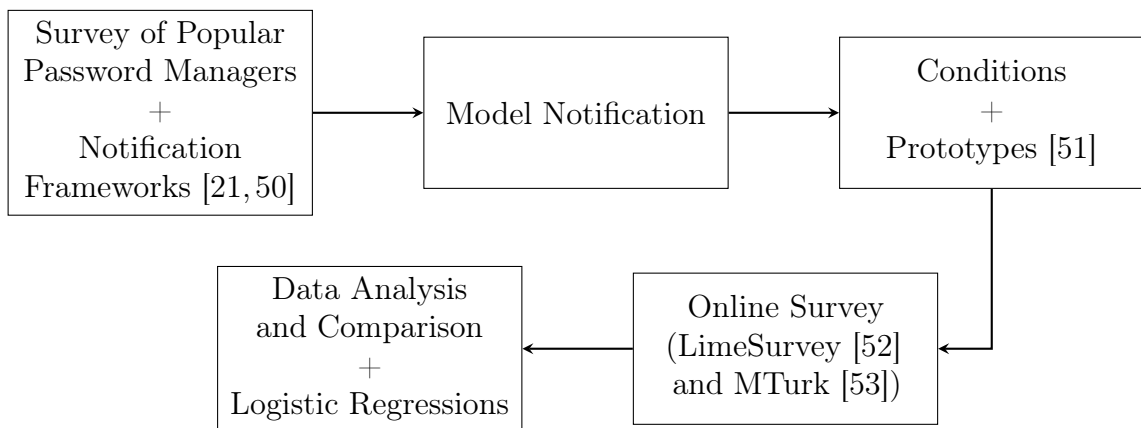 Survey of Popular
Password Managers
+
Notification
Frameworks [21, 50]
Model Notification
Conditions
+
Prototypes [51]
Online Survey
(LimeSurvey [52]
and MTurk [53])
Data Analysis
and Comparison
+
Logistic Regressions